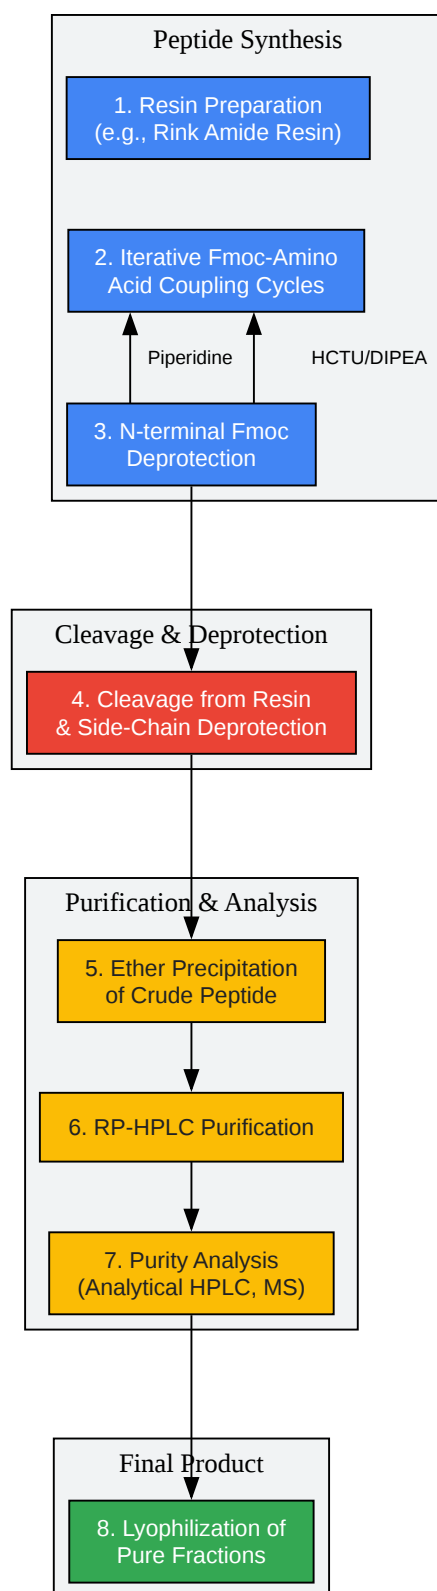 Peptide Synthesis
1. Resin Preparation
(e.g., Rink Amide Resin)
2. Iterative Fmoc-Amino
Acid Coupling Cycles
Piperidine
HCTU/DIPEA
3. N-terminal Fmoc
Deprotection
Cleavage & Deprotection
4. Cleavage from Resin
& Side-Chain Deprotection
Purification & Analysis
5. Ether Precipitation
of Crude Peptide
6. RP-HPLC Purification
7. Purity Analysis
(Analytical HPLC, MS)
Final Product
8. Lyophilization of
Pure Fractions